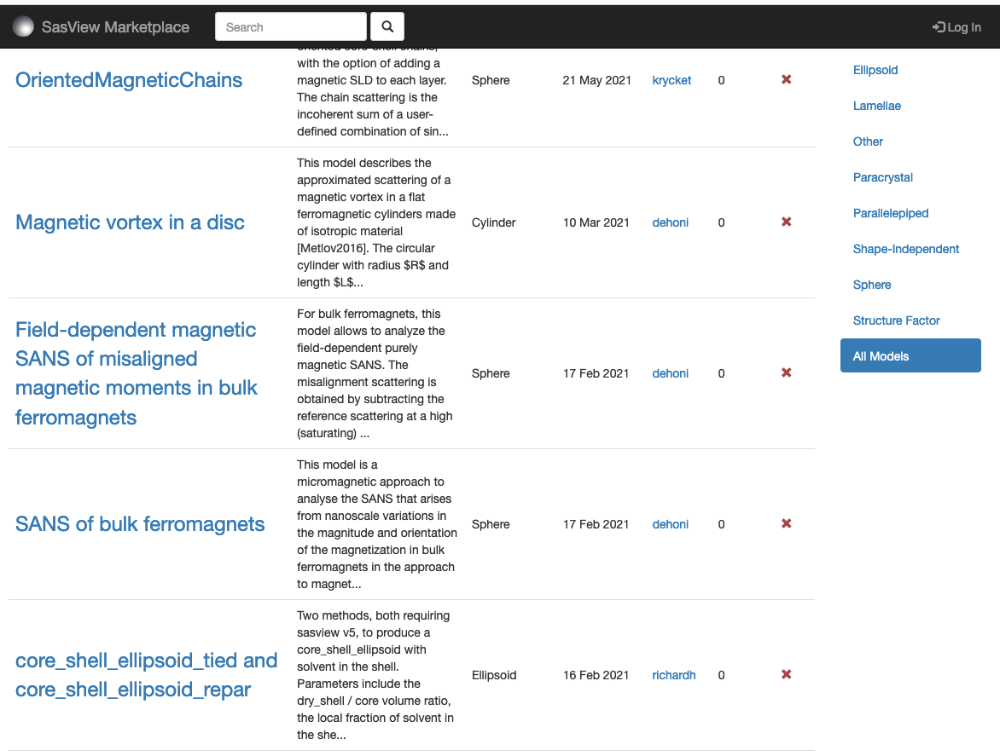 SasView Marketplace
Search
Log In
oriented core-shell chains,
with the option of adding a
magnetic SLD to each layer.
The chain scattering is the
incoherent sum of a user-
defined combination of sin...
OrientedMagneticChains
Sphere
21 May 2021
krycket
0
This model describes the
approximated scattering of a
magnetic vortex in a flat
ferromagnetic cylinders made
of isotropic material
[Metlov2016]. The circular
cylinder with radius $R$ and
length $L$...
Magnetic vortex in a disc
Cylinder
10 Mar 2021
dehoni
0
Field-dependent magnetic
SANS of misaligned
magnetic moments in bulk
ferromagnets
For bulk ferromagnets, this
model allows to analyze the
field-dependent purely
magnetic SANS. The
misalignment scattering is
obtained by subtracting the
reference scattering at a high
(saturating) ...
Sphere
17 Feb 2021
dehoni
0
SANS of bulk ferromagnets
This model is a
micromagnetic approach to
analyse the SANS that arises
from nanoscale variations in
the magnitude and orientation
of the magnetization in bulk
ferromagnets in the approach
to magnet...
Sphere
17 Feb 2021
dehoni
0
core_shell_ellipsoid_tied and
core_shell_ellipsoid_repar
Two methods, both requiring
sasview v5, to produce a
core_shell_ellipsoid with
solvent in the shell.
Parameters include the
dry_shell / core volume ratio,
the local fraction of solvent in
the she...
Ellipsoid
16 Feb 2021
richardh
0
Ellipsoid
Lamellae
Other
Paracrystal
Parallelepiped
Shape-Independent
Sphere
Structure Factor
All Models